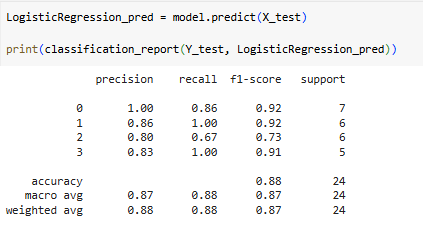 LogisticRegression_pred = model.predict(X_test)
print(classification_report(Y_test, LogisticRegression_pred))
precision recall f1-score support
0 1.00 0.86 0.92 7
1 0.86 1.00 0.92 6
2 0.80 0.67 0.73 6
3 0.83 1.00 0.91 5
accuracy 0.88 24
macro avg 0.87 0.88 0.87 24
weighted avg 0.88 0.88 0.87 24